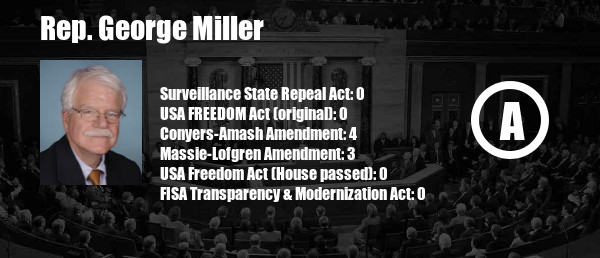 Rep. George Miller
Surveillance State Repeal Act: 0
USA FREEDOM Act (original): 0
Conyers-Amash Amendment: 4
Massie-Lofgren Amendment: 3
USA Freedom Act (House passed): 0
FISA Transparency & Modernization Act: 0
A